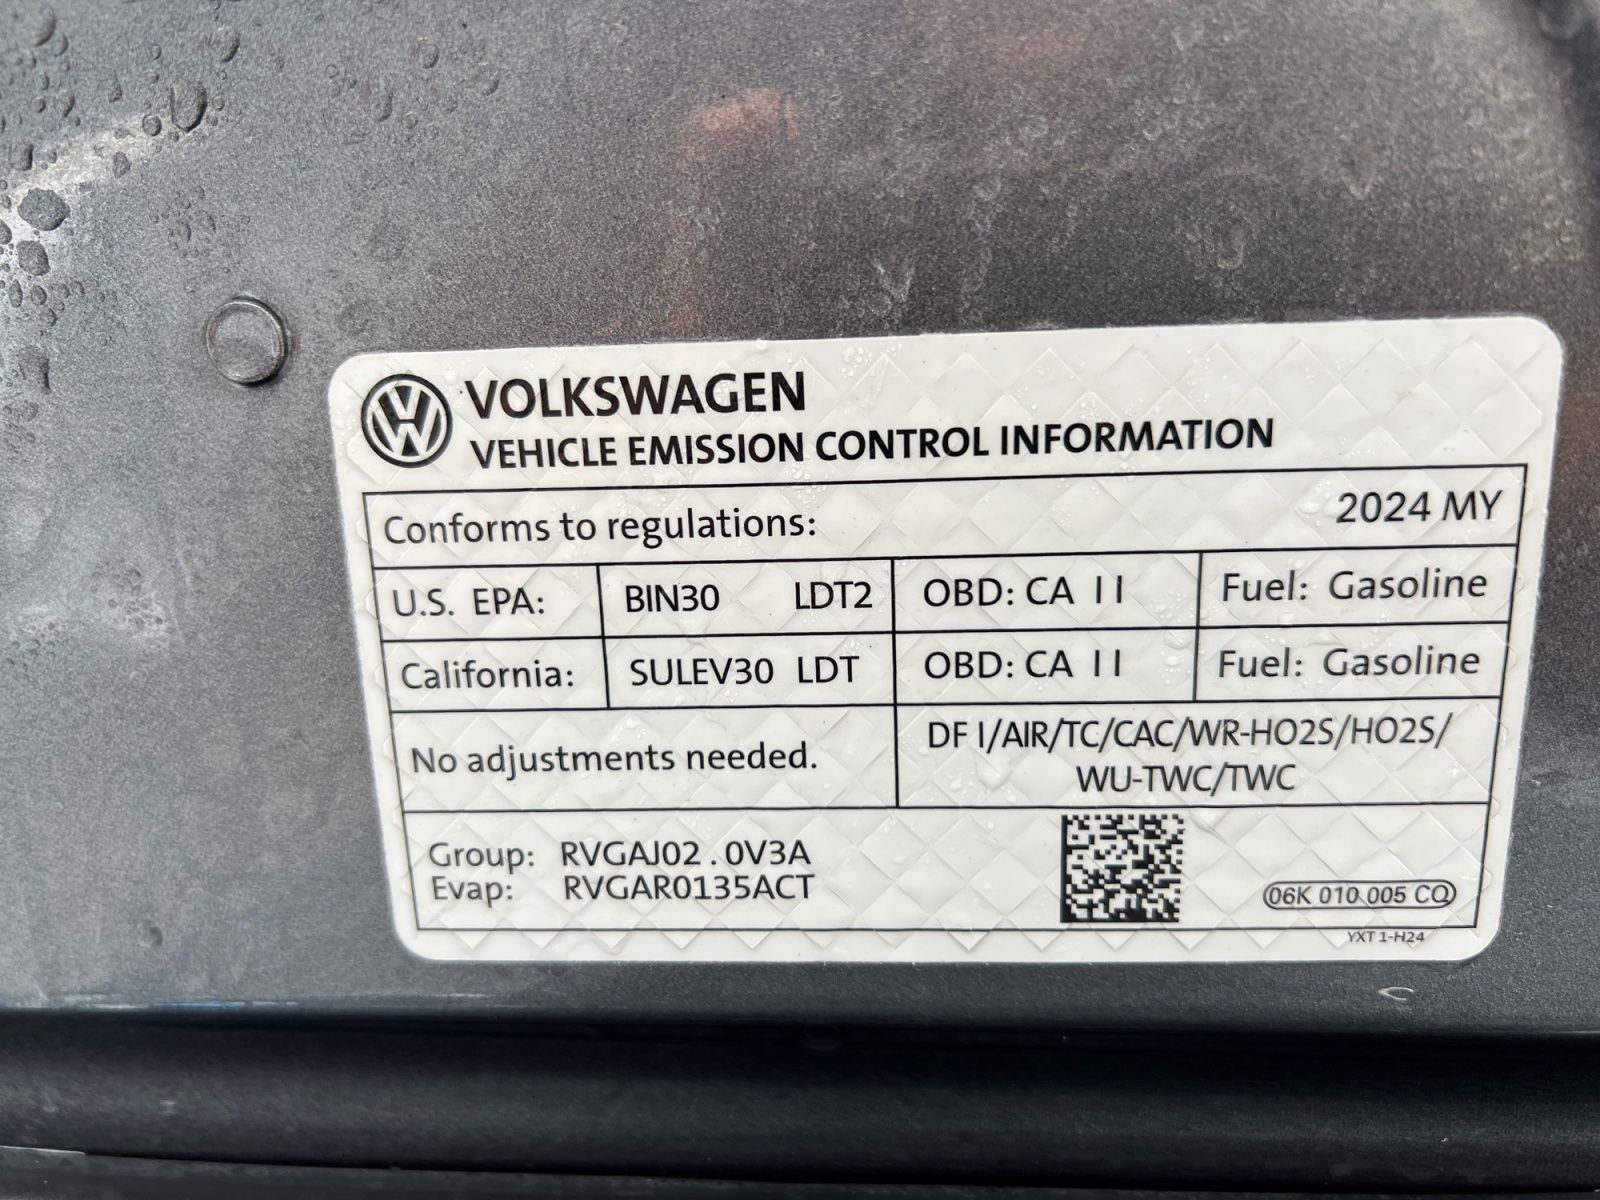 VOLKSWAGEN
VEHICLE EMISSION CONTROL INFORMATION
Conforms to regulations: 2024 MY
U.S. EPA: BIN30 LDT2 OBD: CA II Fuel: Gasoline
California: SULEV30 LDT OBD: CA II Fuel: Gasoline
No adjustments needed.
DFI/AIR/TC/CAC/WR-HO2S/HO2S/
WU-TWC/TWC
Group: RVGAJ02.0V3A
Evap: RVGAR0135ACT
06K 010 005 CQ
YXT 1-H24